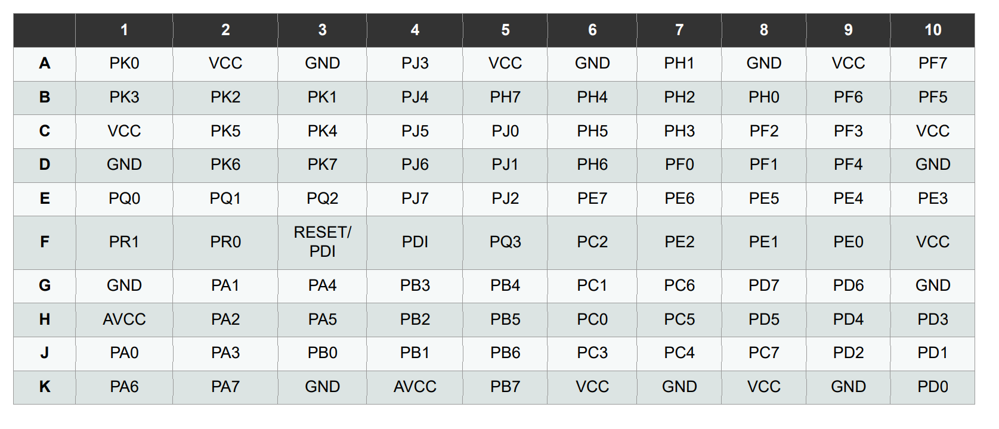 1 2 3 4 5 6 7 8 9 10
A PK0 VCC GND PJ3 VCC GND PH1 GND VCC PF7
B PK3 PK2 PK1 PJ4 PH7 PH4 PH2 PH0 PF6 PF5
C VCC PK5 PK4 PJ5 PJ0 PH5 PH3 PF2 PF3 VCC
D GND PK6 PK7 PJ6 PJ1 PH6 PF0 PF1 PF4 GND
E PQ0 PQ1 PQ2 PJ7 PJ2 PE7 PE6 PE5 PE4 PE3
F PR1 PR0 RESET/ PDI PDI PQ3 PC2 PE2 PE1 PE0 VCC
G GND PA1 PA4 PB3 PB4 PC1 PC6 PD7 PD6 GND
H AVCC PA2 PA5 PB2 PB5 PC0 PC5 PD5 PD4 PD3
J PA0 PA3 PB0 PB1 PB6 PC3 PC4 PC7 PD2 PD1
K PA6 PA7 GND AVCC PB7 VCC GND VCC GND PD0